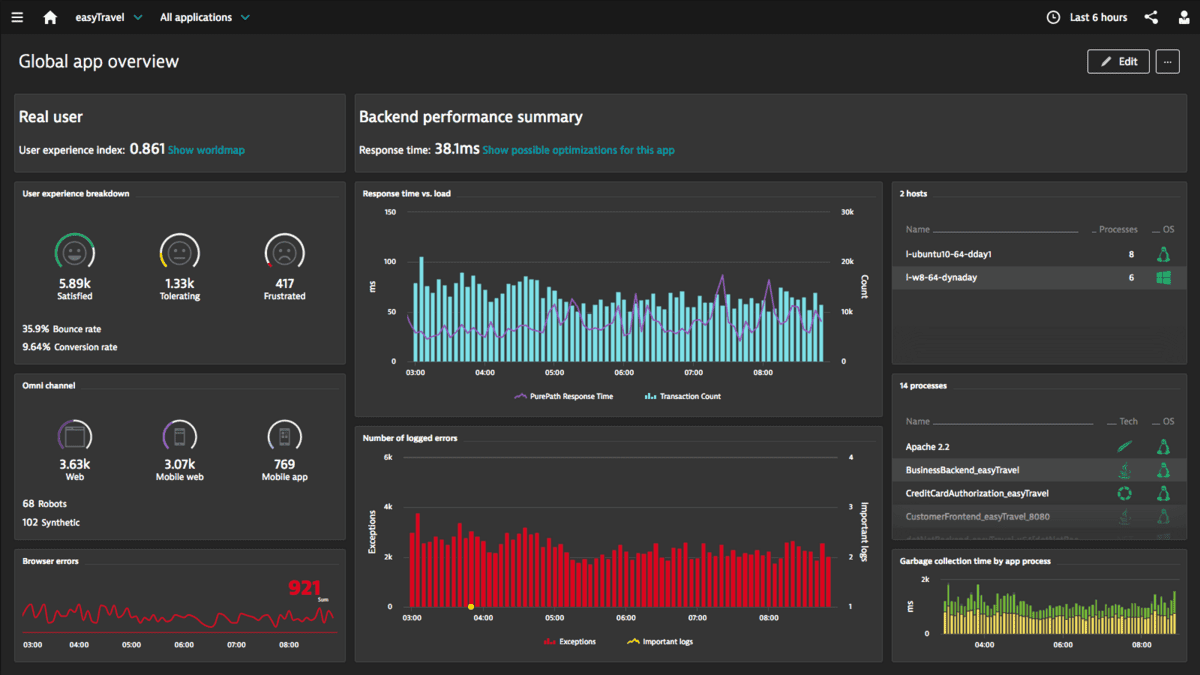 easyTravel All applications Last 6 hours
Global app overview
Edit ...
Real user
User experience index: 0.861 Show worldmap
Backend performance summary
Response time: 38.1ms Show possible optimizations for this app
User experience breakdown
5.89k 1.33k 417
Satisfied Tolerating Frustrated
35.9% Bounce rate
9.64% Conversion rate
Omni channel
3.63k 3.07k 769
Web Mobile web Mobile app
68 Robots
102 Synthetic
Browser errors
921
Sum
03:00 04:00 05:00 06:00 07:00 08:00
Response time vs. load
150 30k
100 20k
ms Count
50 10k
0 0
03:00 04:00 05:00 06:00 07:00 08:00
PurePath Response Time Transaction Count
Number of logged errors
6k 4
4k 3
Exceptions Important logs
2k 2
0 1
03:00 04:00 05:00 06:00 07:00 08:00
Exceptions Important logs
2 hosts
Name Processes OS
l-ubuntu10-64-dday1 8
l-w8-64-dynaday 6
14 processes
Name Tech OS
Apache 2.2
BusinessBackend_easyTravel
CreditCardAuthorization_easyTravel
CustomerFrontend_easyTravel_8080
Garbage collection time by app process
2k
ms
0
04:00 06:00 08:00